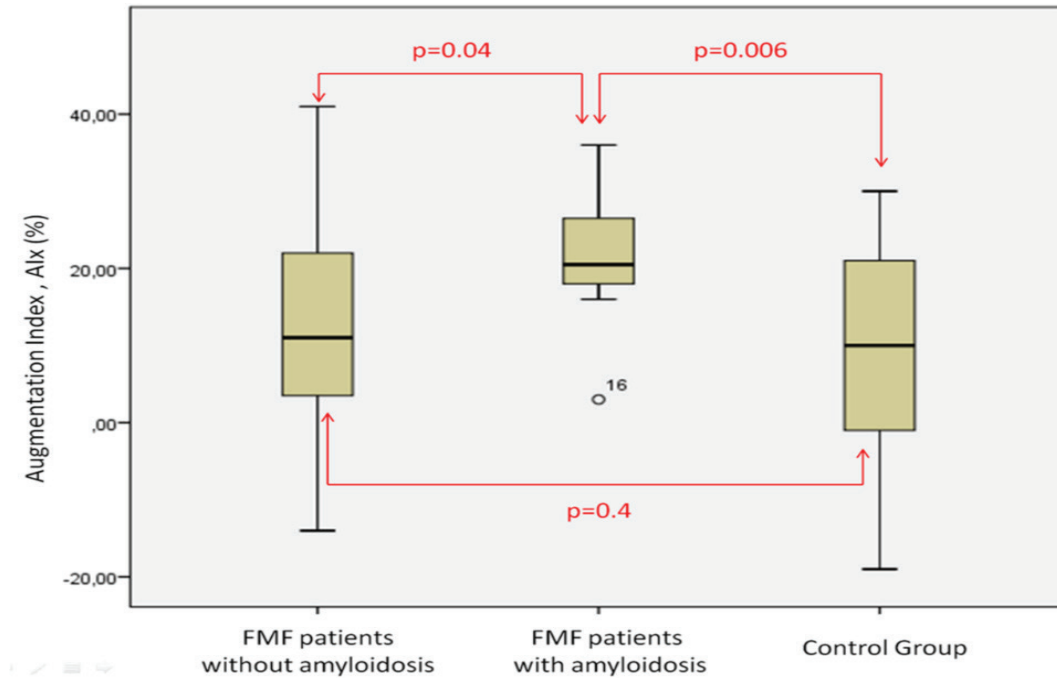 p=0.04
p=0.006
40,00
20,00
,00
-20,00
Augmentation Index , AIx (%)
16
p=0.4
FMF patients
without amyloidosis
FMF patients
with amyloidosis
Control Group